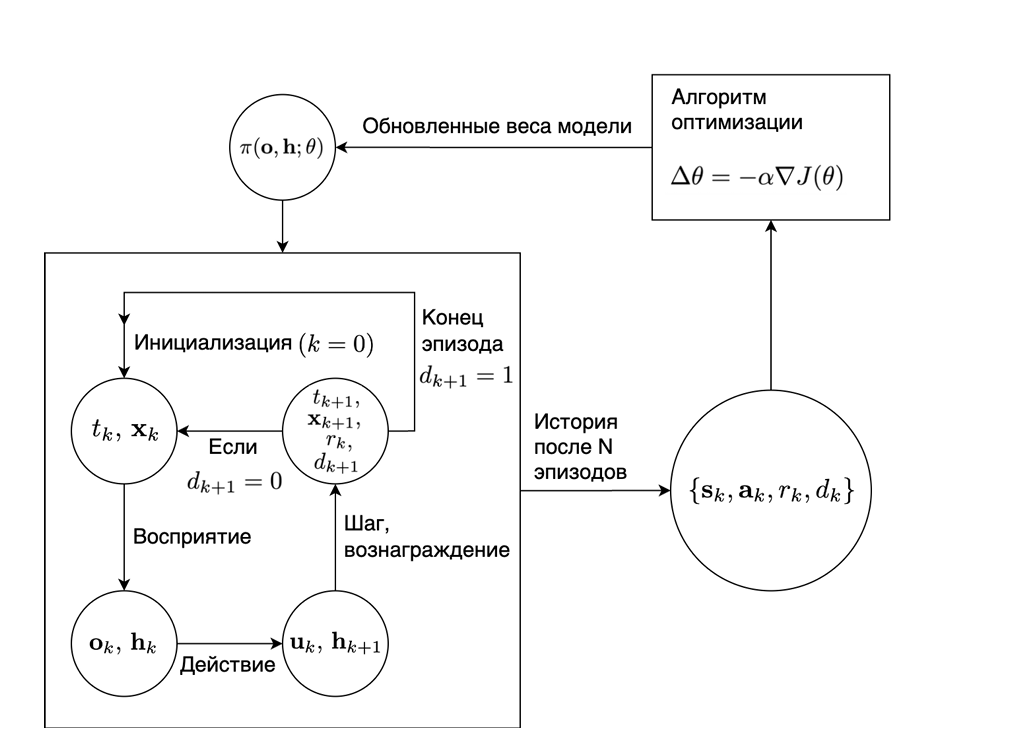 Алгоритм
оптимизации
Δθ = −α∇J(θ)
Обновленные веса модели
π(o, h; θ)
Конец
эпизода
d_{k+1} = 1
Инициализация (k = 0)
t_k, x_k
t_{k+1},
x_{k+1},
r_k,
d_{k+1}
Если
d_{k+1} = 0
История
после N
эпизодов
{s_k, a_k, r_k, d_k}
Восприятие
Шаг,
вознаграждение
o_k, h_k
Действие
u_k, h_{k+1}